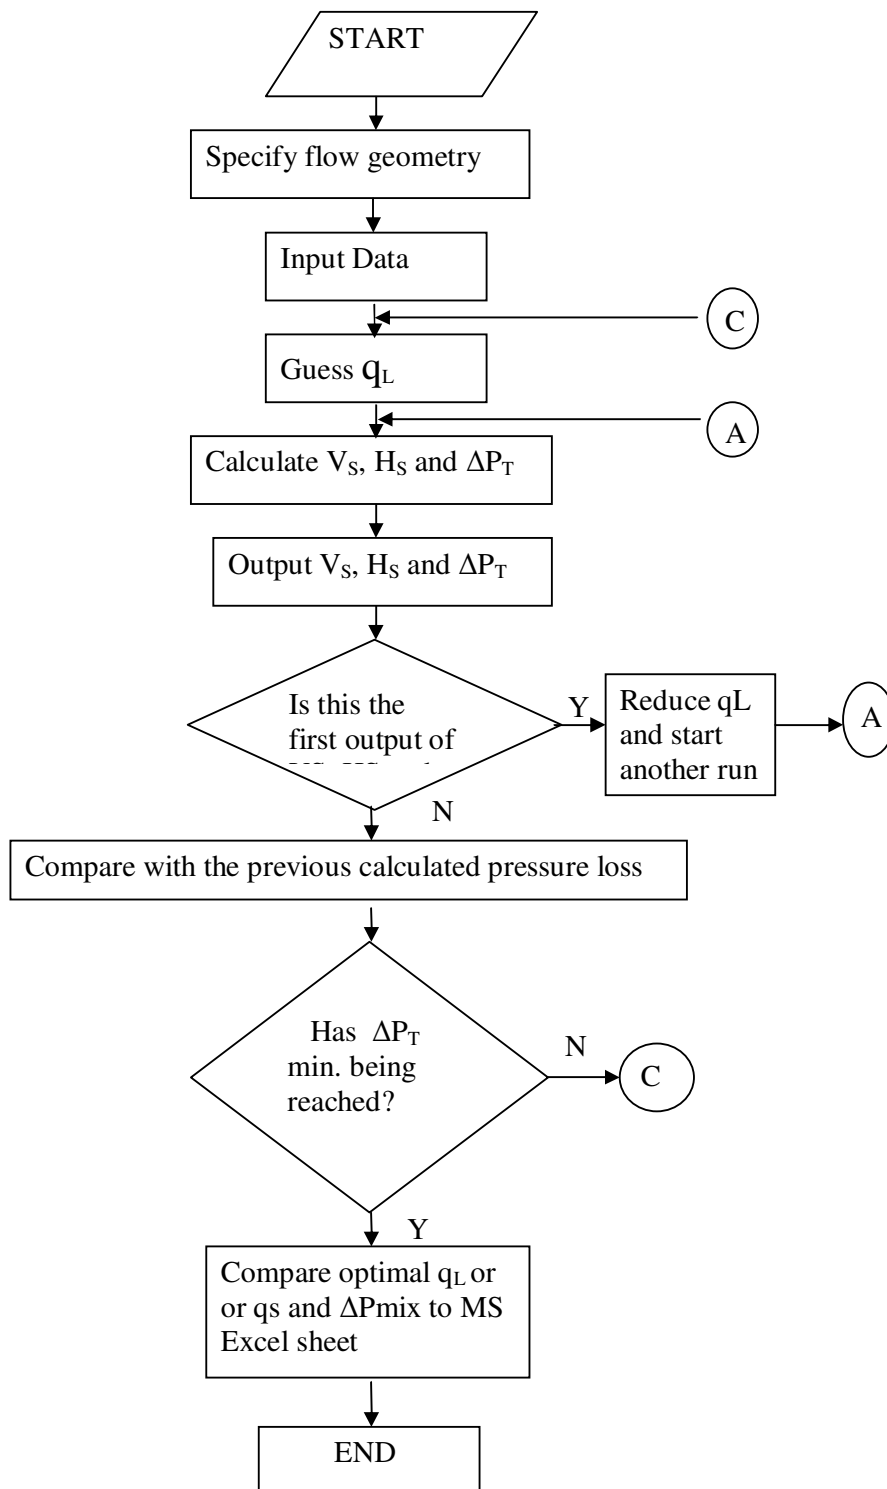 START
Specify flow geometry
Input Data
C
Guess qL
A
Calculate VS, HS and ΔPT
Output VS, HS and ΔPT
Is this the
first output of
Y
Reduce qL
and start
another run
A
N
Compare with the previous calculated pressure loss
Has ΔPT
min. being
reached?
N
C
Y
Compare optimal qL or
or qs and ΔPmix to MS
Excel sheet
END